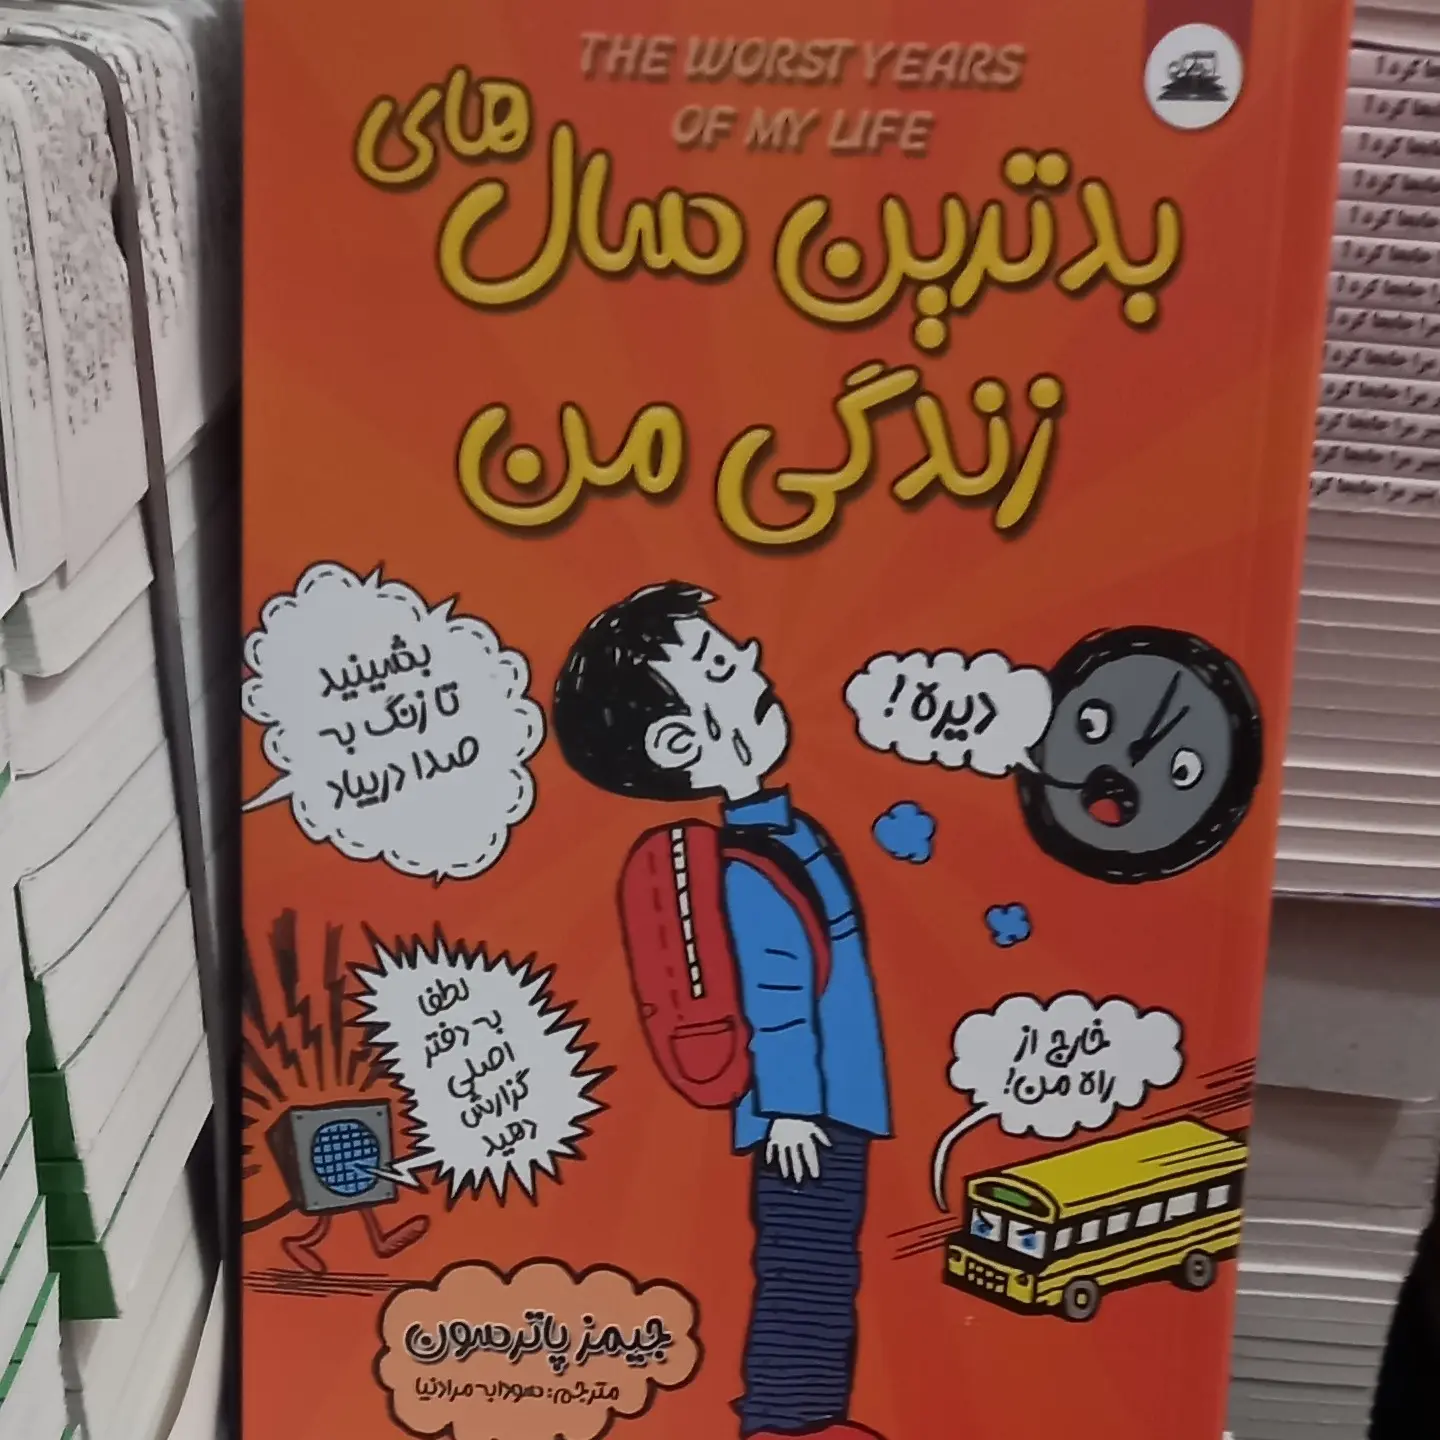 THE WORST YEARS
OF MY LIFE
بدترین سال های
زندگی من
بشینید
تا زنگ به
صدا دربیاد
دیره!
لطفا
به دفتر
اصلی
گزارش
دهید
خارج از
راه من!
جیمز پاترسون
مترجم: سودابه مرادنیا